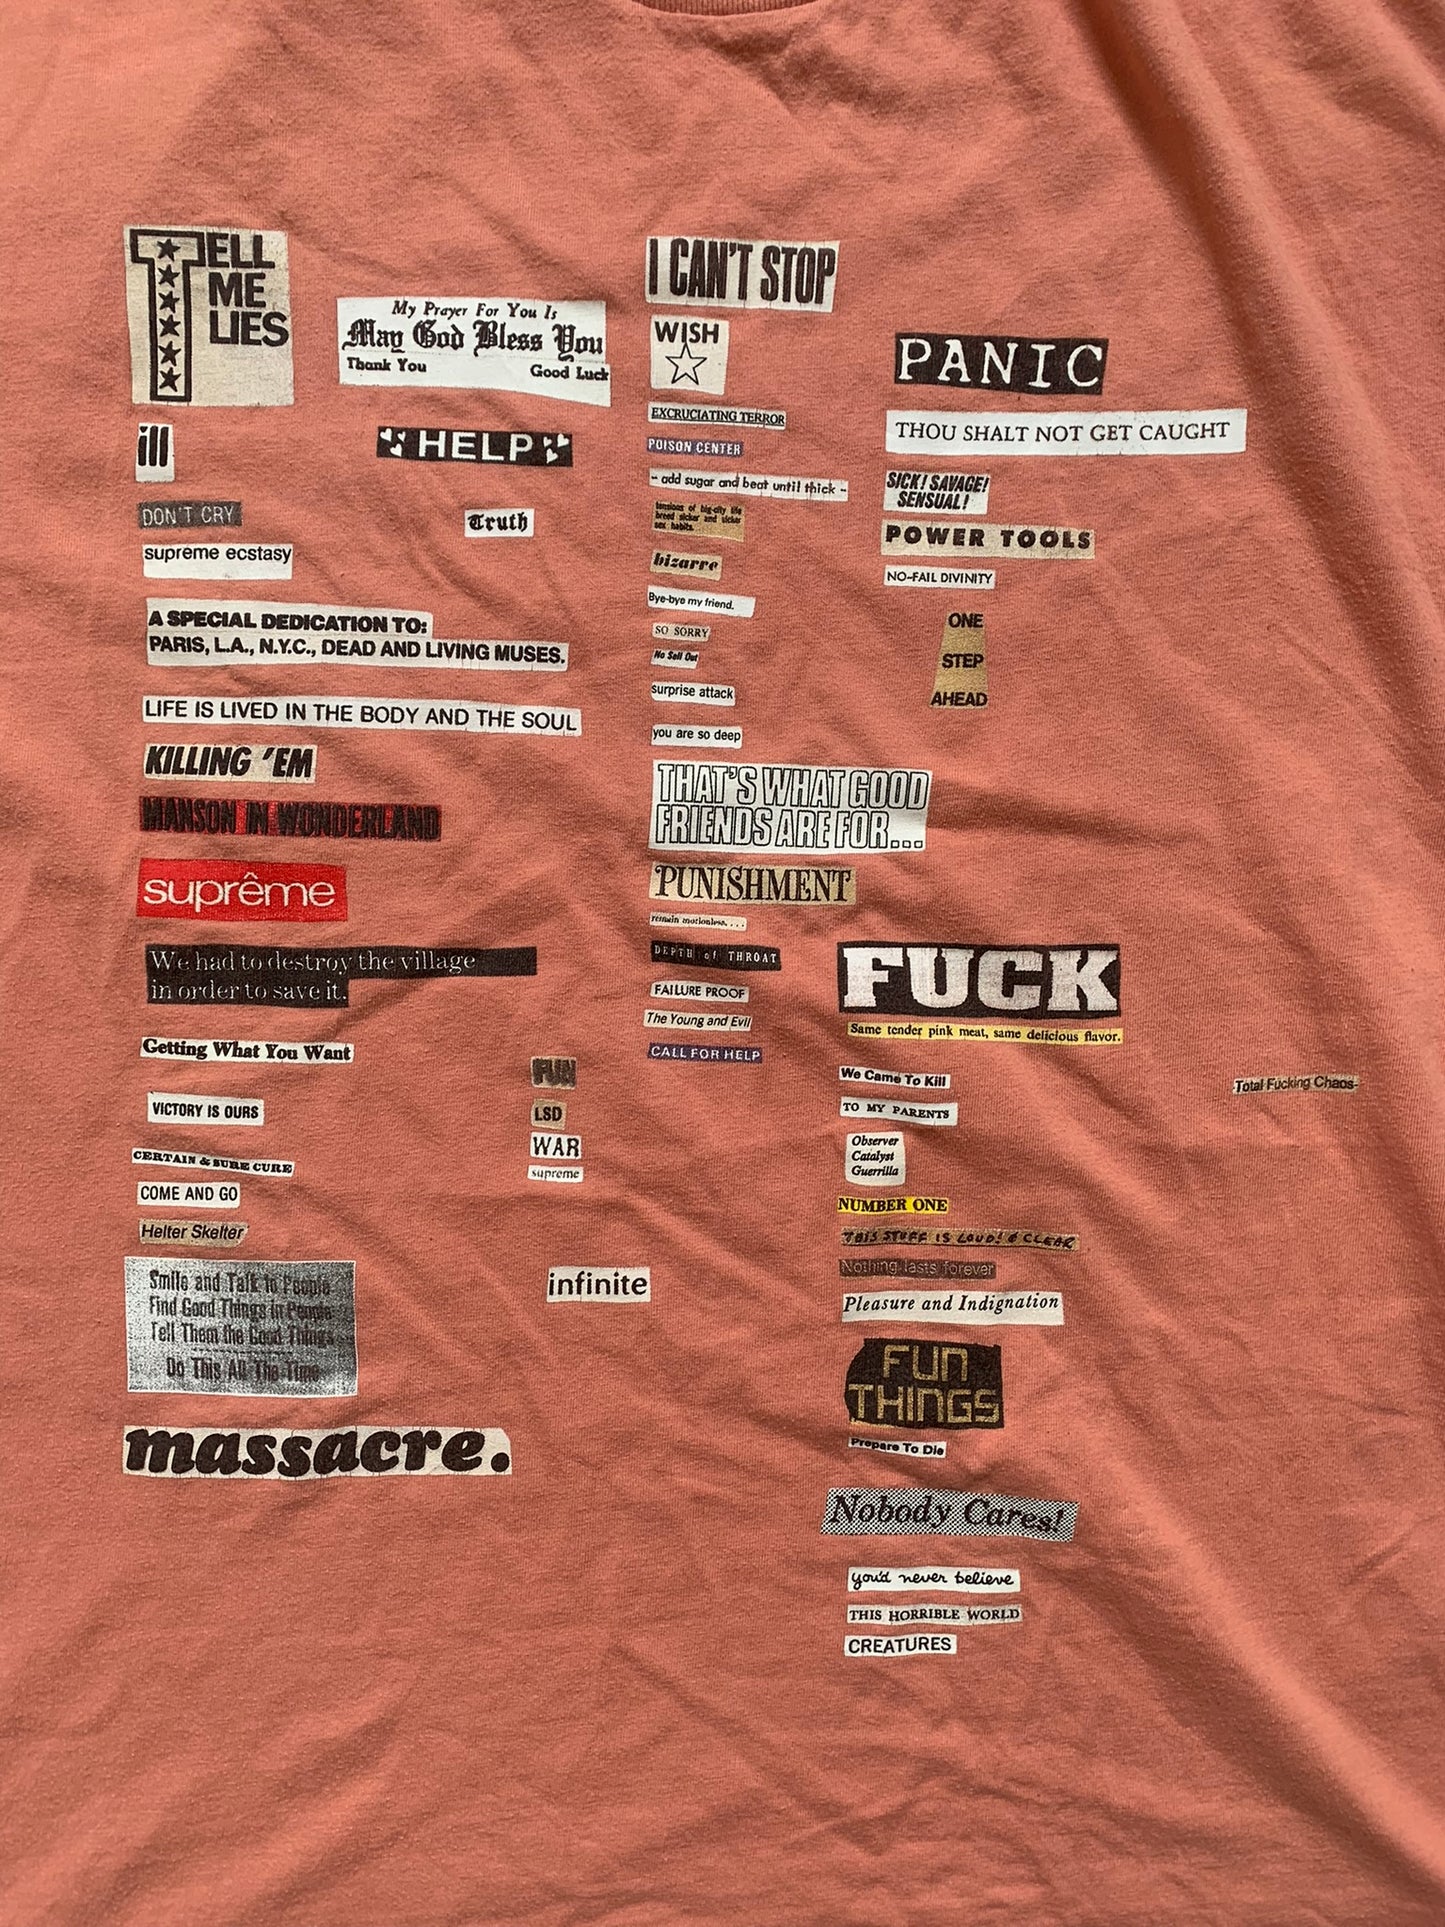 TELL
ME
LIES
My Prayer For You Is
May God Bless You
Thank You
Good Luck
ill
HELP
DON'T CRY
Truth
supreme ecstasy
A SPECIAL DEDICATION TO:
PARIS, L.A., N.Y.C., DEAD AND LIVING MUSES.
LIFE IS LIVED IN THE BODY AND THE SOUL
KILLING 'EM
MANSON IN WONDERLAND
suprême
We had to destroy the village
in order to save it.
Getting What You Want
VICTORY IS OURS
CERTAIN & SURE CURE
COME AND GO
Helter Skelter
Smile and Talk to People
Find Good Things in People
Tell Them the Good Things
Do This All The Time
massacre.
FUN
LSD
WAR
supreme
infinite
I CAN'T STOP
WISH
EXCRUCIATING TERROR
POISON CENTER
- add sugar and beat until thick -
tensions of big-city life
breed sicker and sicker
sex habits.
bizarre
Bye-bye my friend.
SO SORRY
No Sell Out
surprise attack
you are so deep
THAT'S WHAT GOOD
FRIENDS ARE FOR...
PUNISHMENT
remain motionless. . . .
DEPTH of THROAT
FAILURE PROOF
The Young and Evil
CALL FOR HELP
PANIC
THOU SHALT NOT GET CAUGHT
SICK! SAVAGE!
SENSUAL!
POWER TOOLS
NO-FAIL DIVINITY
ONE
STEP
AHEAD
FUCK
Same tender pink meat, same delicious flavor.
We Came To Kill
TO MY PARENTS
Observer
Catalyst
Guerrilla
NUMBER ONE
THIS STUFF IS LOUD! & CLEAR
Nothing lasts forever
Pleasure and Indignation
FUN
THINGS
Prepare To Die
Nobody Cares!
you'd never believe
THIS HORRIBLE WORLD
CREATURES
Total Fucking Chaos-